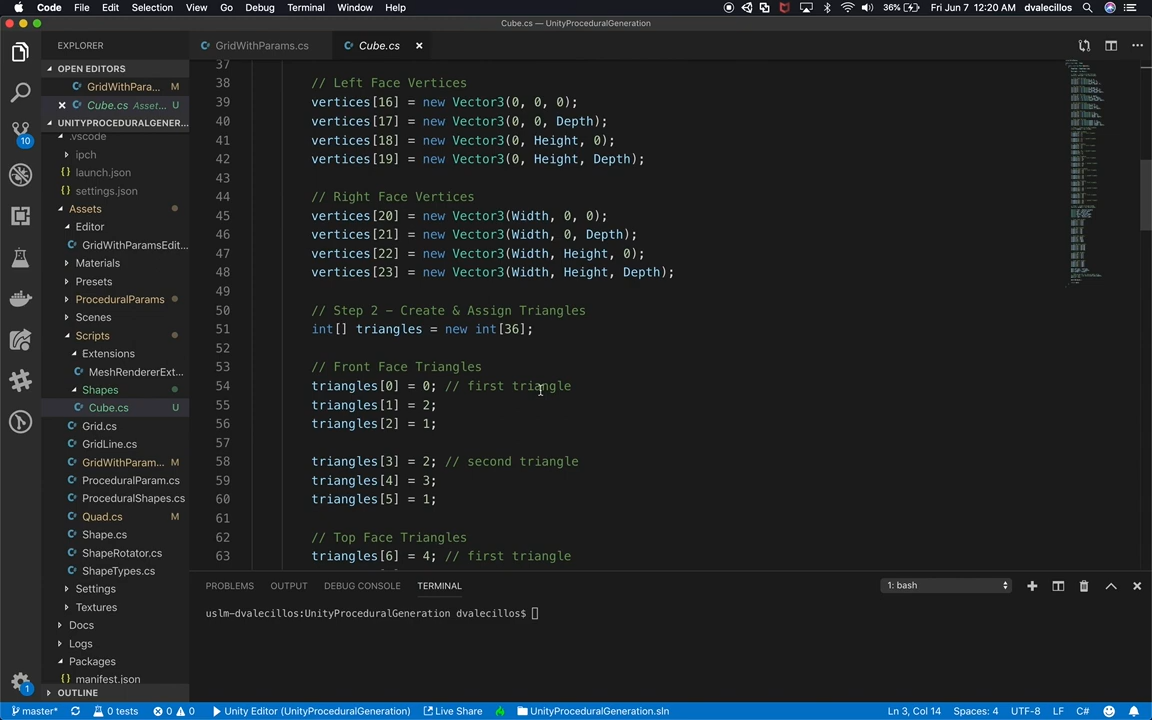 Code File Edit Selection View Go Debug Terminal Window Help 36% Fri Jun 7 12:20 AM dvalecillos
Cube.cs — UnityProceduralGeneration
EXPLORER
GridWithParams.cs
Cube.cs ×
OPEN EDITORS
GridWithPara... M
× Cube.cs Asset... U
UNITYPROCEDURALGENER...
.vscode
ipch
launch.json
settings.json
Assets
Editor
GridWithParamsEdit...
Materials
Presets
ProceduralParams
Scenes
Scripts
Extensions
MeshRendererExt...
Shapes
Cube.cs U
Grid.cs
GridLine.cs
GridWithParam... M
ProceduralParam.cs
ProceduralShapes.cs
Quad.cs M
Shape.cs
ShapeRotator.cs
ShapeTypes.cs
Settings
Textures
Docs
Logs
Packages
manifest.json
OUTLINE
10
1
37
38 // Left Face Vertices
39 vertices[16] = new Vector3(0, 0, 0);
40 vertices[17] = new Vector3(0, 0, Depth);
41 vertices[18] = new Vector3(0, Height, 0);
42 vertices[19] = new Vector3(0, Height, Depth);
43
44 // Right Face Vertices
45 vertices[20] = new Vector3(Width, 0, 0);
46 vertices[21] = new Vector3(Width, 0, Depth);
47 vertices[22] = new Vector3(Width, Height, 0);
48 vertices[23] = new Vector3(Width, Height, Depth);
49
50 // Step 2 – Create & Assign Triangles
51 int[] triangles = new int[36];
52
53 // Front Face Triangles
54 triangles[0] = 0; // first triangle
55 triangles[1] = 2;
56 triangles[2] = 1;
57
58 triangles[3] = 2; // second triangle
59 triangles[4] = 3;
60 triangles[5] = 1;
61
62 // Top Face Triangles
63 triangles[6] = 4; // first triangle
PROBLEMS OUTPUT DEBUG CONSOLE TERMINAL 1: bash
uslm-dvalecillos:UnityProceduralGeneration dvalecillos$
master* 0 tests 0 0 Unity Editor (UnityProceduralGeneration) Live Share UnityProceduralGeneration.sln Ln 3, Col 14 Spaces: 4 UTF-8 LF C#